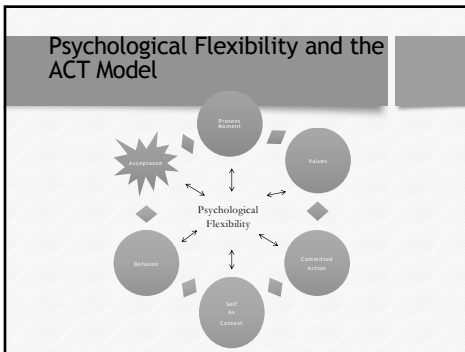 Psychological Flexibility and the
ACT Model
Present
Moment
Acceptance
Values
Psychological
Flexibility
Defusion
Committed
Action
Self
As
Context